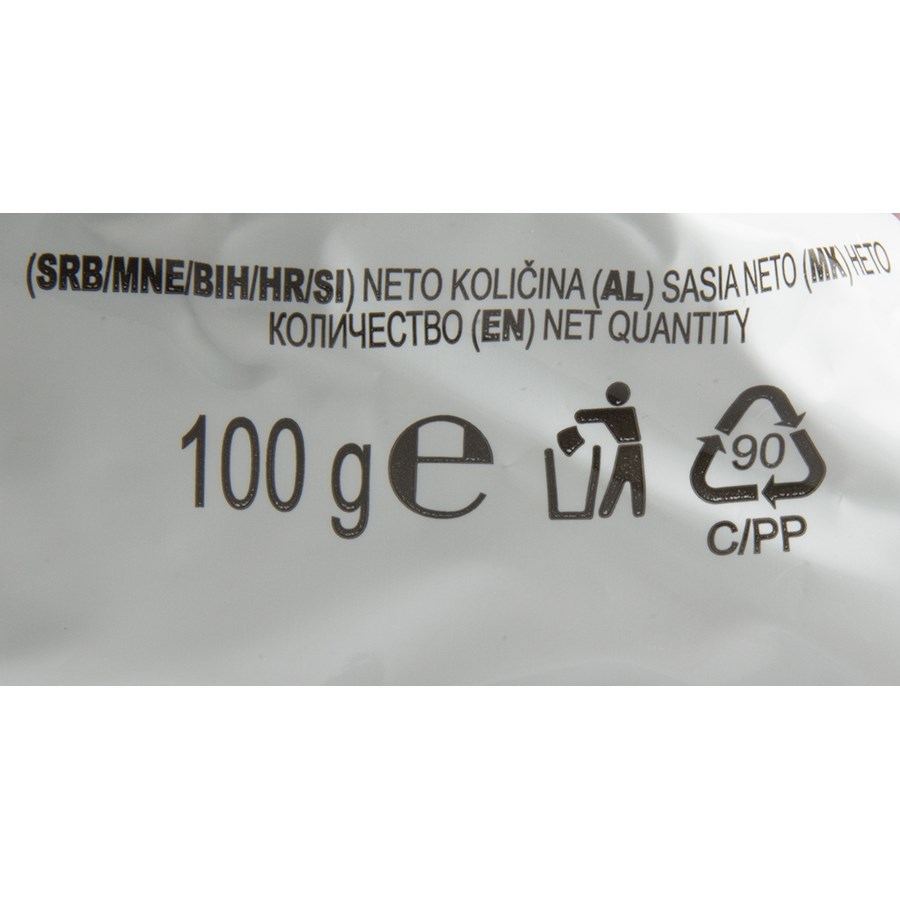 (SRB/MNE/BIH/HR/SI) NETO KOLIČINA (AL) SASIA NETO (MK) НЕТО
КОЛИЧЕСТВО (EN) NET QUANTITY
100 g ℮
90
C/PP